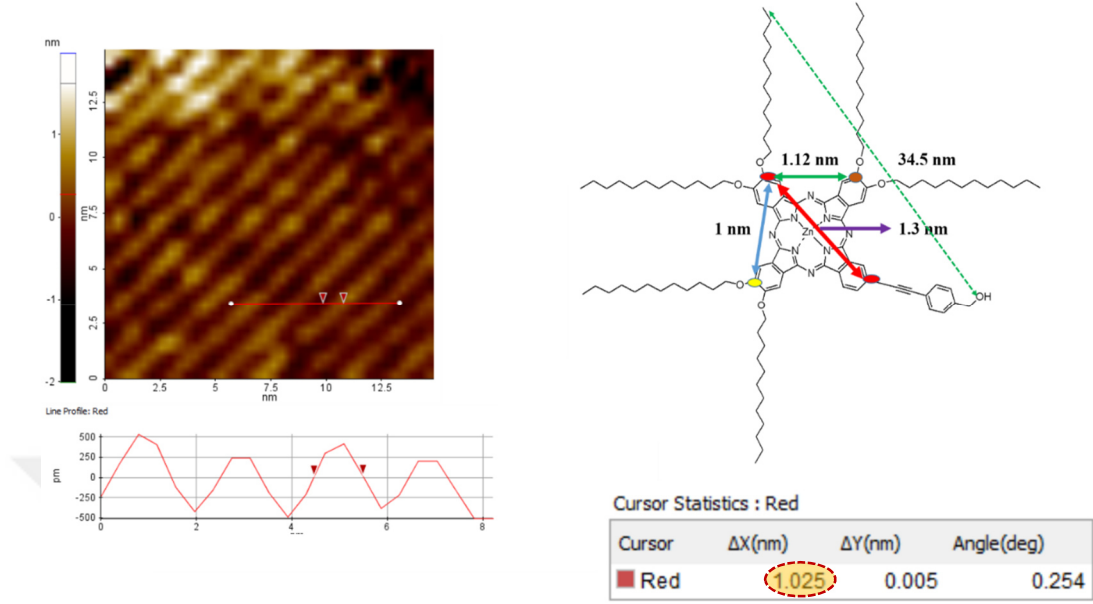 nm
1
0
-1
-2
12.5
10
7.5
nm
5
2.5
0
0 2.5 5 7.5 10 12.5
nm
Line Profile: Red
500
250
0
-250
-500
pm
0 2 4 6 8
1.12 nm
34.5 nm
1 nm
1.3 nm
O
O
O
O
O
O
N
N
N
N
N
N
N
N
Zn
OH
Cursor Statistics : Red
Cursor ΔX(nm) ΔY(nm) Angle(deg)
Red 1.025 0.005 0.254